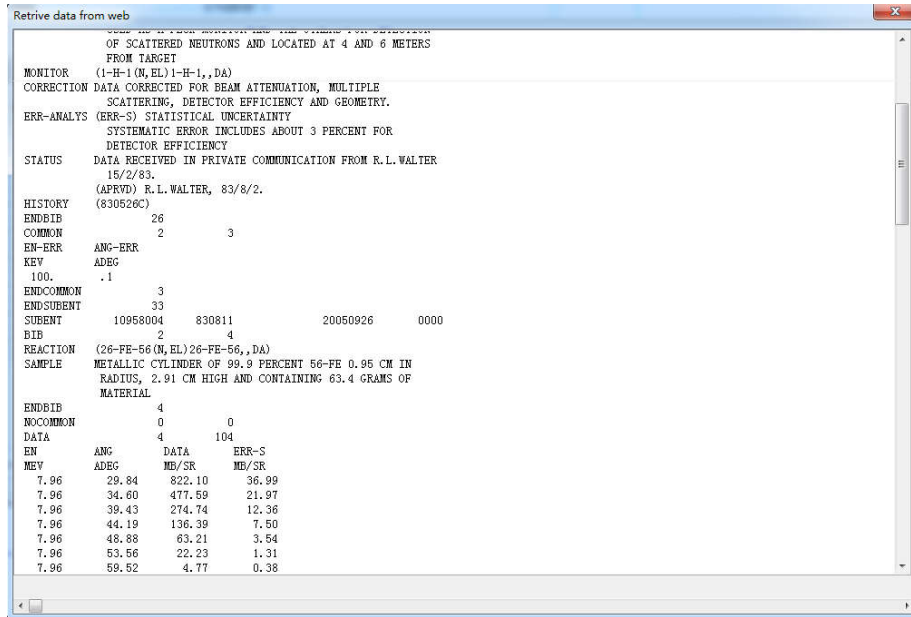 Retrive data from web
USED AS A FLUX MONITOR AND THE OTHERS FOR DETECTION
OF SCATTERED NEUTRONS AND LOCATED AT 4 AND 6 METERS
FROM TARGET
MONITOR (1-H-1(N,EL)1-H-1,,DA)
CORRECTION DATA CORRECTED FOR BEAM ATTENUATION, MULTIPLE
SCATTERING, DETECTOR EFFICIENCY AND GEOMETRY.
ERR-ANALYS (ERR-S) STATISTICAL UNCERTAINTY
SYSTEMATIC ERROR INCLUDES ABOUT 3 PERCENT FOR
DETECTOR EFFICIENCY
STATUS DATA RECEIVED IN PRIVATE COMMUNICATION FROM R.L.WALTER
15/2/83.
(APRVD) R.L.WALTER, 83/8/2.
HISTORY (830526C)
ENDBIB 26
COMMON 2 3
EN-ERR ANG-ERR
KEV ADEG
100. .1
ENDCOMMON 3
ENDSUBENT 33
SUBENT 10958004 830811 20050926 0000
BIB 2 4
REACTION (26-FE-56(N,EL)26-FE-56,,DA)
SAMPLE METALLIC CYLINDER OF 99.9 PERCENT 56-FE 0.95 CM IN
RADIUS, 2.91 CM HIGH AND CONTAINING 63.4 GRAMS OF
MATERIAL
ENDBIB 4
NOCOMMON 0 0
DATA 4 104
EN ANG DATA ERR-S
MEV ADEG MB/SR MB/SR
7.96 29.84 822.10 36.99
7.96 34.60 477.59 21.97
7.96 39.43 274.74 12.36
7.96 44.19 136.39 7.50
7.96 48.88 63.21 3.54
7.96 53.56 22.23 1.31
7.96 59.52 4.77 0.38